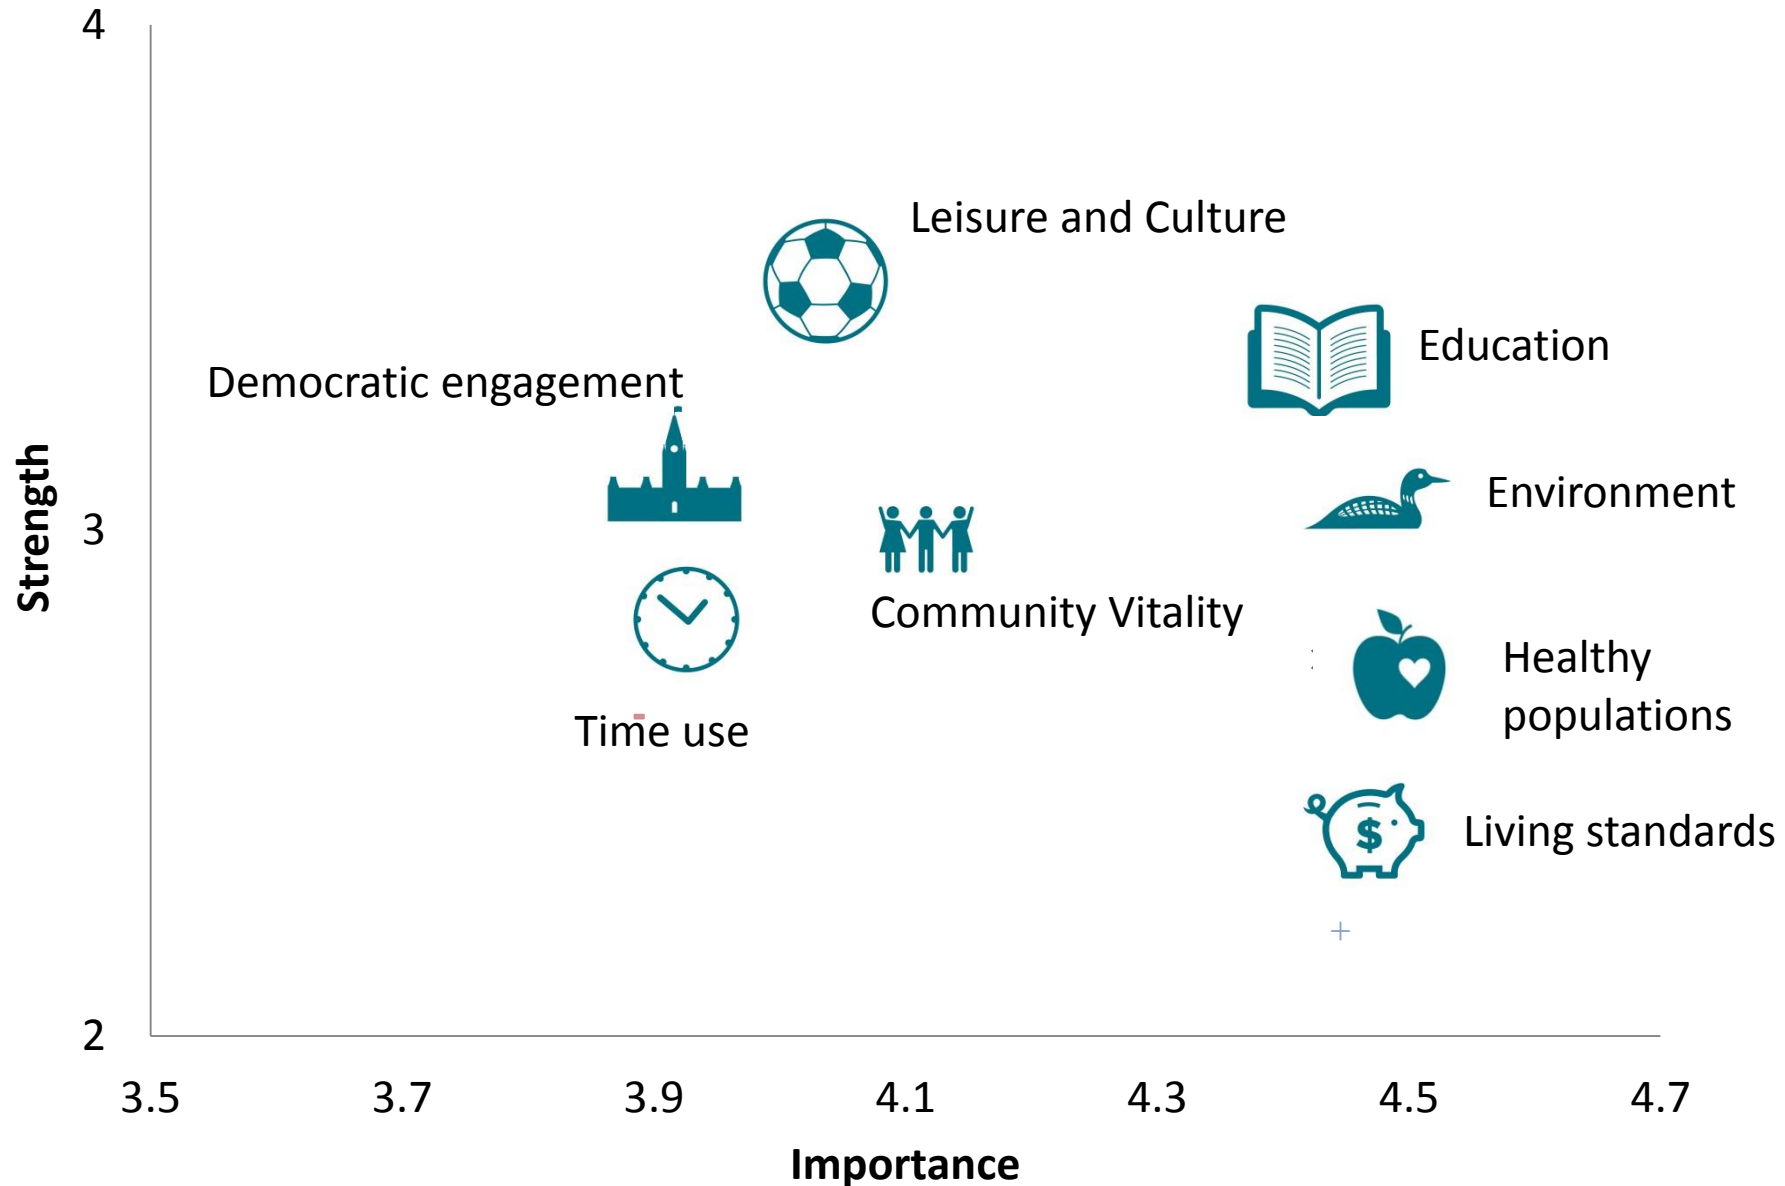 4
Leisure and Culture
Education
Democratic engagement
Environment
Strength
3
Community Vitality
Healthy
populations
Time use
$
Living standards
2
3.5 3.7 3.9 4.1 4.3 4.5 4.7
Importance